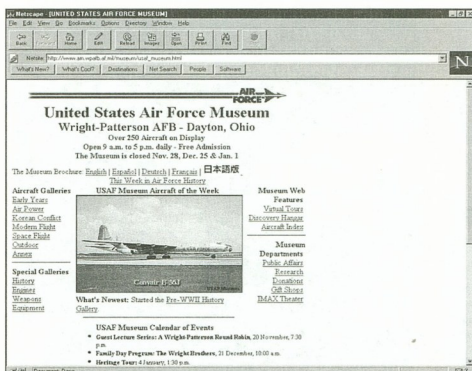 Netscape - [UNITED STATES AIR FORCE MUSEUM]
File Edit View Go Bookmarks Options Directory Window Help
Back Home Edit Reload Images Open Print Find
Netsite: http://www.am.wpafb.af.mil/museum/usaf_museum.html
What's New? What's Cool? Destinations Net Search People Software
N
AIR
FORCE
United States Air Force Museum
Wright-Patterson AFB - Dayton, Ohio
Over 250 Aircraft on Display
Open 9 a.m. to 5 p.m. daily - Free Admission
The Museum is closed Nov. 28, Dec. 25 & Jan. 1
The Museum Brochure: English | Español | Deutsch | Français | 日本語版
This Week in Air Force History
Aircraft Galleries
Early Years
Air Power
Korean Conflict
Modern Flight
Space Flight
Outdoor
Annex
Special Galleries
History
Engines
Weapons
Equipment
USAF Museum Aircraft of the Week
Convair B-36J
USAF Museum
What's Newest: Started the Pre-WWII History
Gallery
Museum Web
Features
Virtual Tours
Discovery Hangar
Aircraft Index
Museum
Departments
Public Affairs
Research
Donations
Gift Shops
IMAX Theater
USAF Museum Calendar of Events
• Guest Lecture Series: A Wright-Patterson Round Robin, 20 November, 7:30
p.m.
• Family Day Program: The Wright Brothers, 21 December, 10:00 a.m.
• Heritage Tour: 4 January, 1:30 p.m.
Document: Done